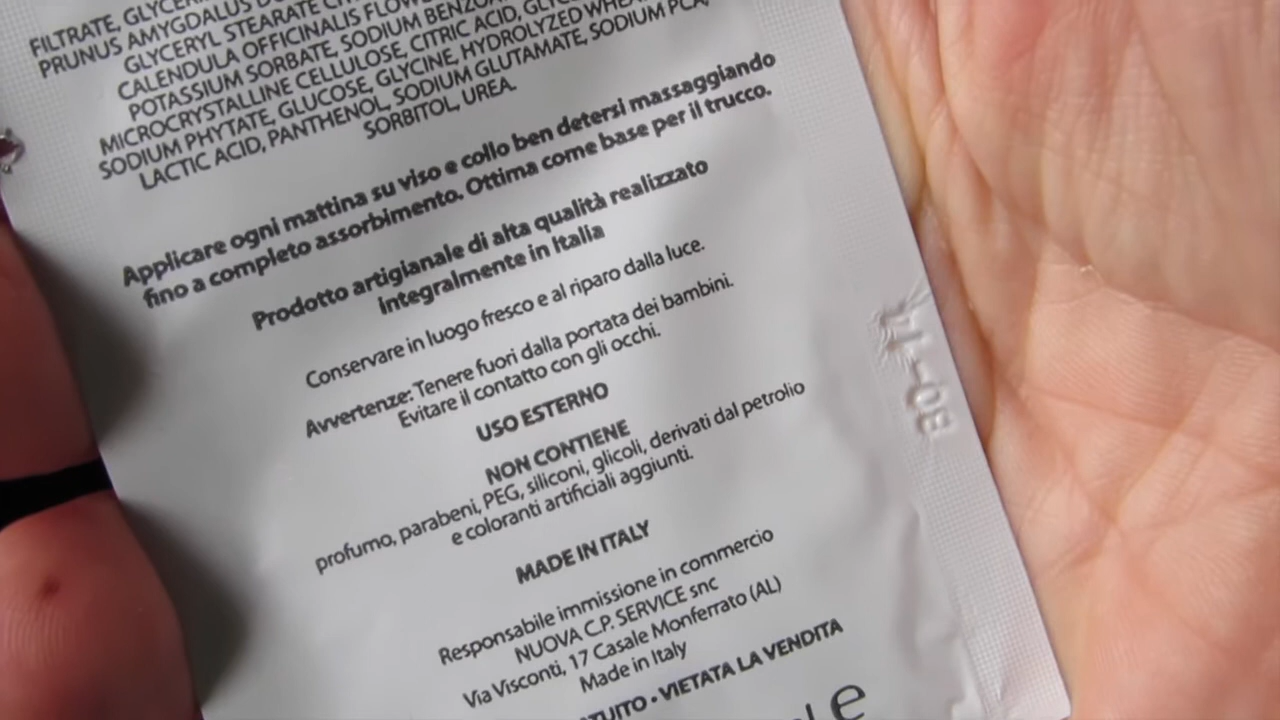 FILTRATE,
PRUNUS AMYGDALUS
GLYCERYL STEARATE
CALENDULA OFFICINALIS
POTASSIUM SORBATE, SODIUM
MICROCRYSTALLINE CELLULOSE, CITRIC ACID,
SODIUM PHYTATE, GLUCOSE, GLYCINE, HYDROLYZED
LACTIC ACID, PANTHENOL, SODIUM GLUTAMATE, SODIUM PCA,
SORBITOL, UREA.
Applicare ogni mattina su viso e collo ben detersi massaggiando
fino a completo assorbimento. Ottima come base per il trucco.
Prodotto artigianale di alta qualità realizzato
integralmente in Italia
Conservare in luogo fresco e al riparo dalla luce.
Avvertenze: Tenere fuori dalla portata dei bambini.
Evitare il contatto con gli occhi.
USO ESTERNO
NON CONTIENE
profumo, parabeni, PEG, siliconi, glicoli, derivati dal petrolio
e coloranti artificiali aggiunti.
MADE IN ITALY
Responsabile immissione in commercio
NUOVA C.P. SERVICE snc
Via Visconti, 17 Casale Monferrato (AL)
Made in Italy
• VIETATA LA VENDITA